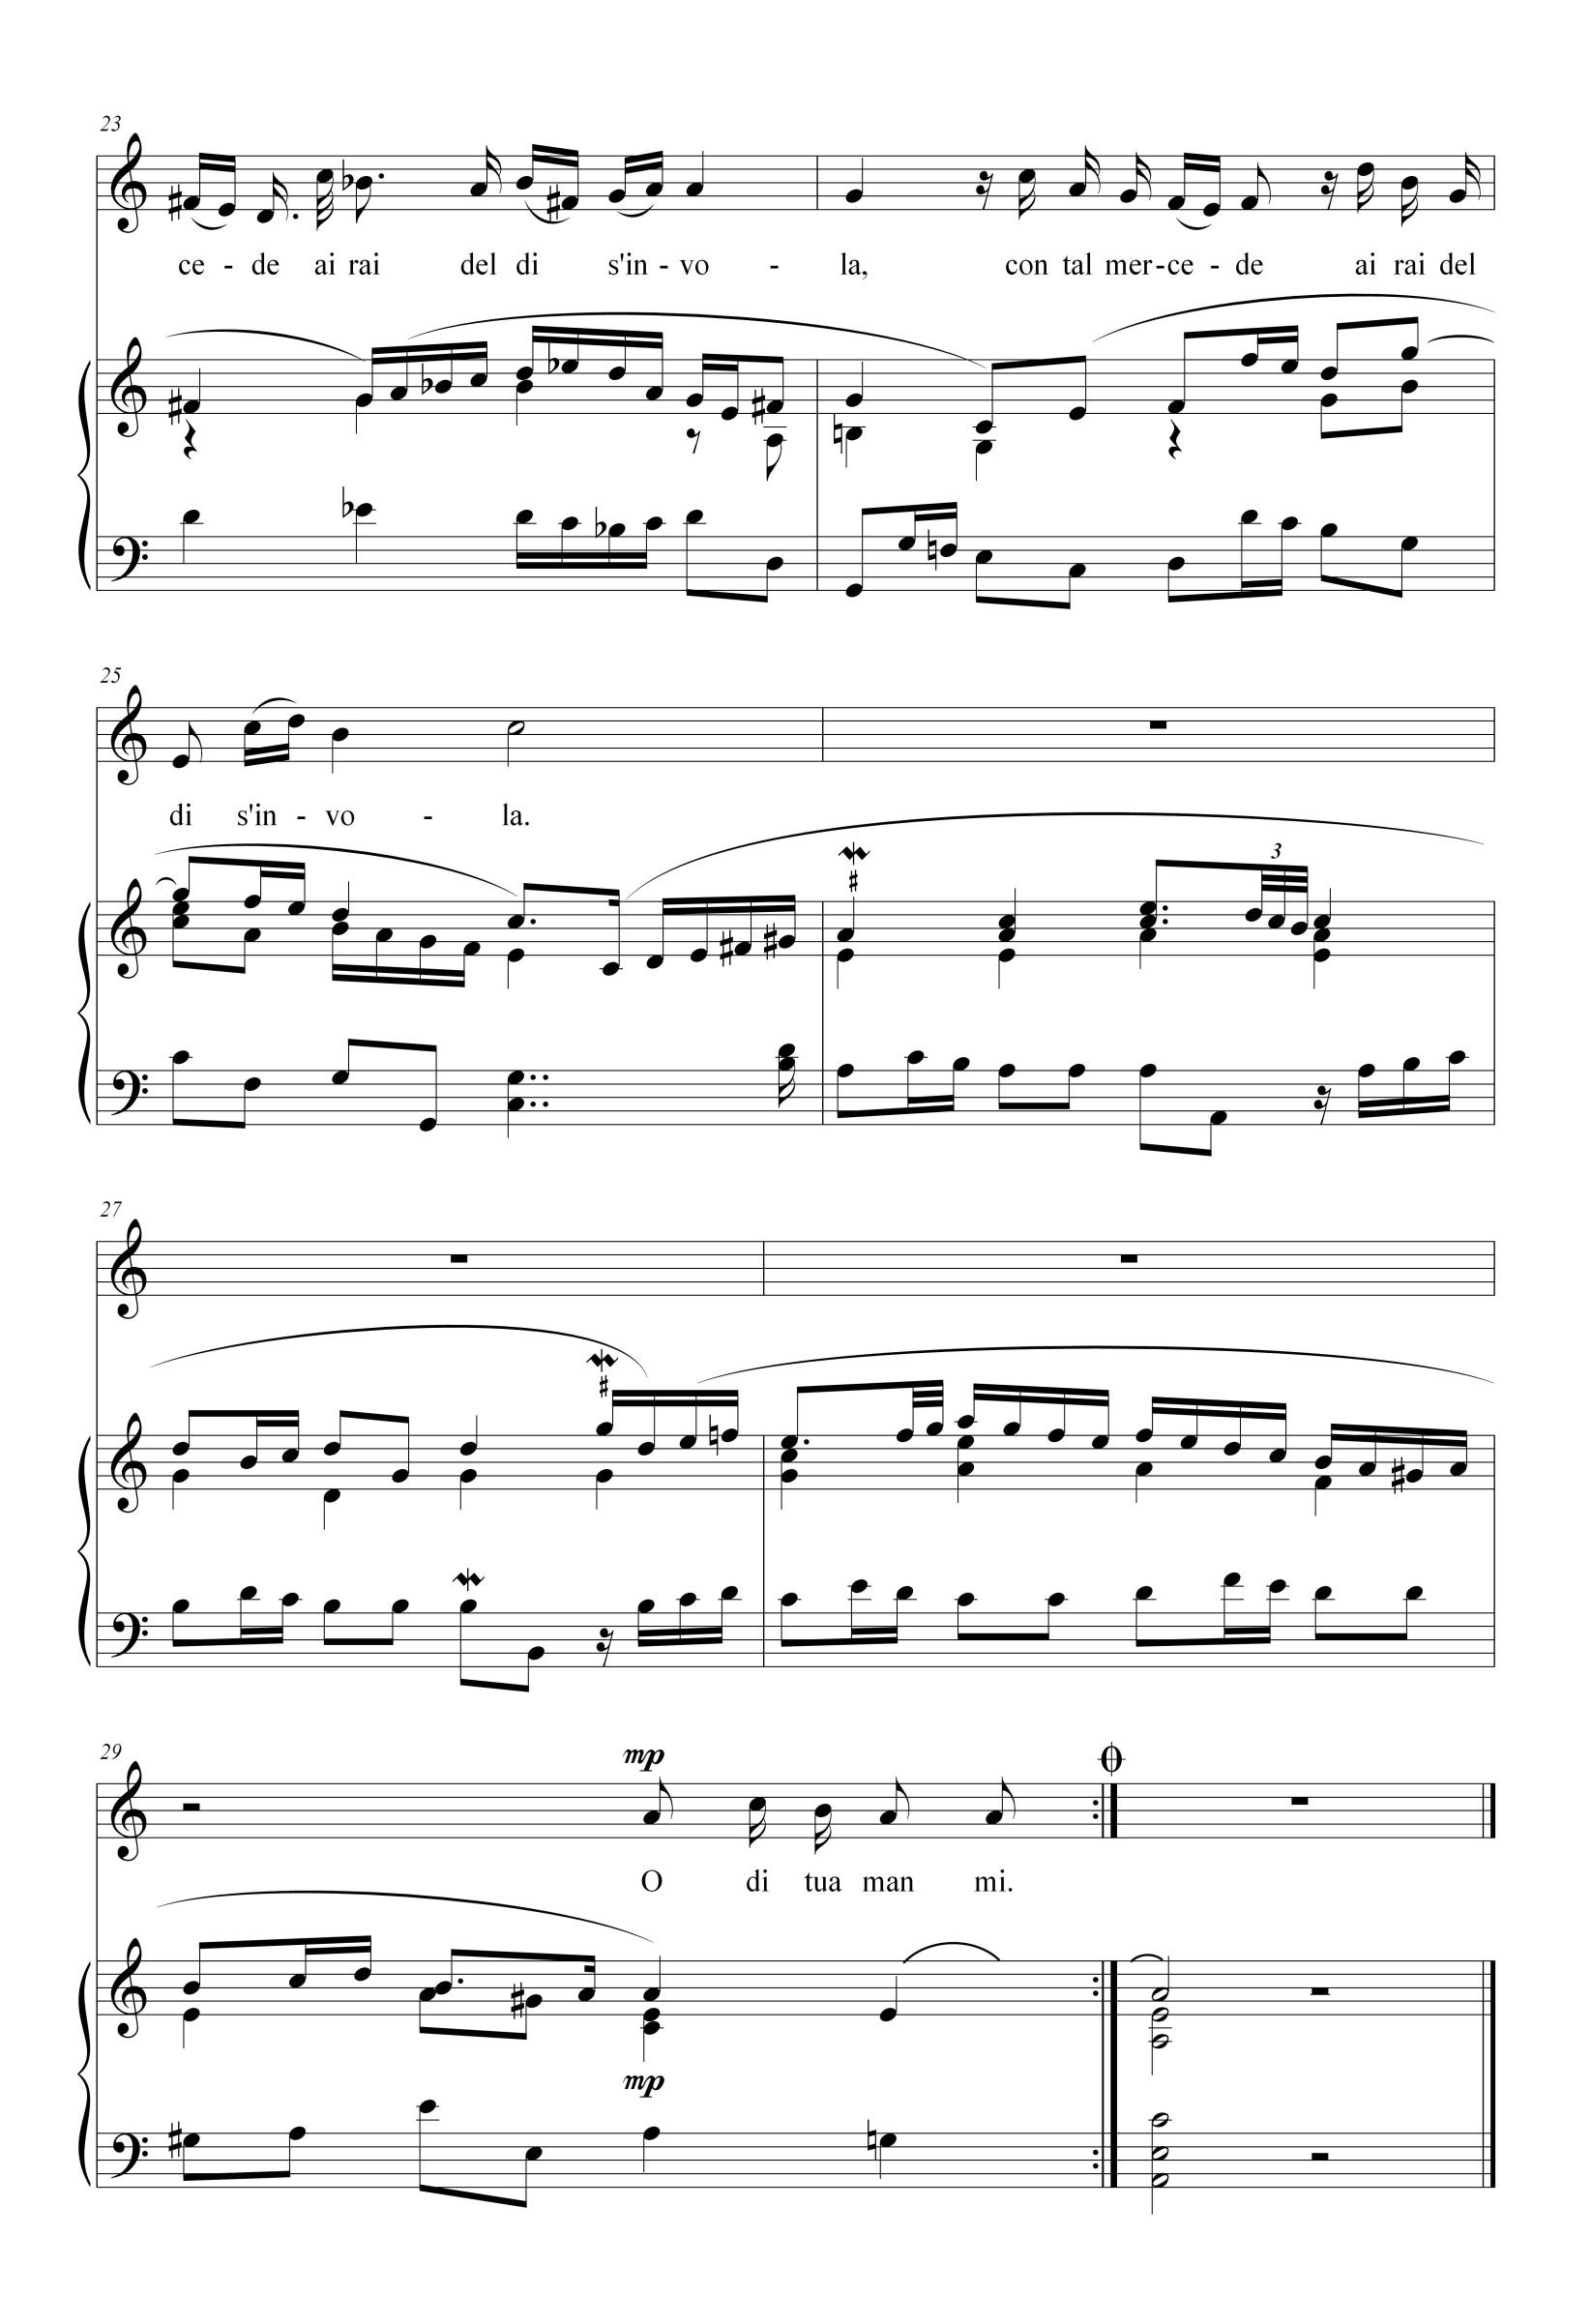 23
ce - de ai rai del di s'in - vo - la, con tal mer - ce - de ai rai del
25
di s'in - vo - la.
3
27
29
mp
O di tua man mi.
mp